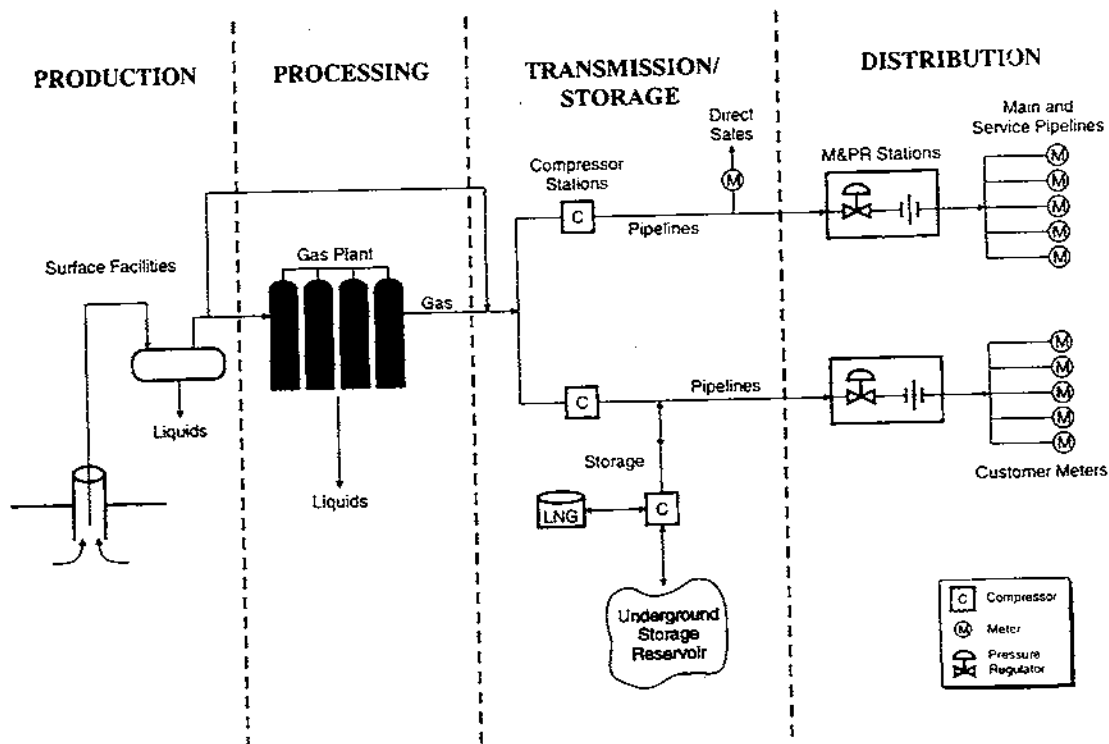 PRODUCTION
PROCESSING
TRANSMISSION/
STORAGE
DISTRIBUTION
Direct
Sales
Main and
Service Pipelines
Compressor
Stations
M&PR Stations
M
M
M
M
M
M
C
Pipelines
Surface Facilities
Gas Plant
Gas
Liquids
Liquids
C
Pipelines
M
M
M
M
M
Customer Meters
Storage
LNG
C
Underground
Storage
Reservoir
C Compressor
M Meter
Pressure
Regulator